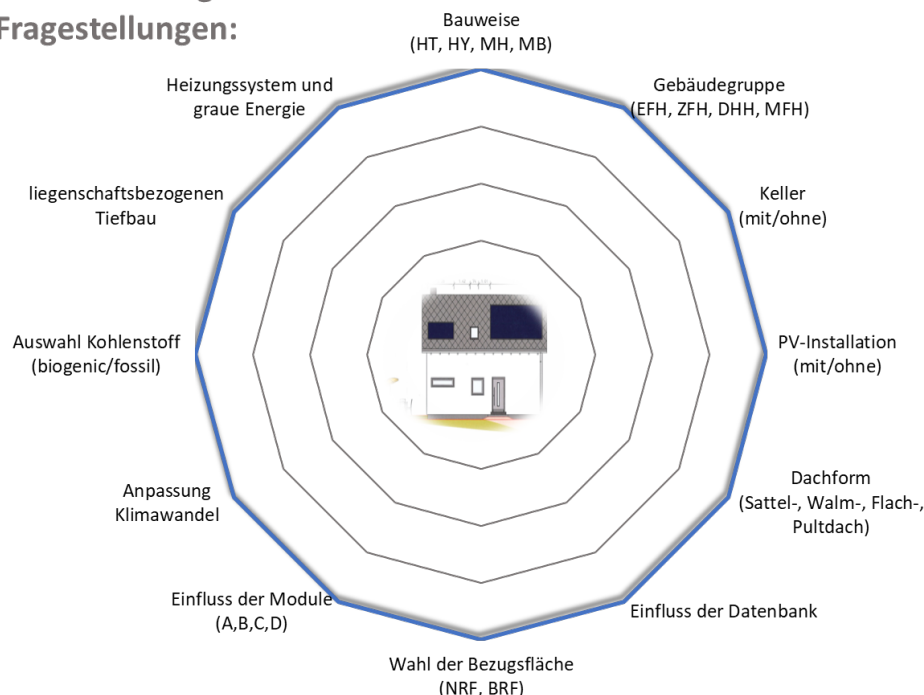 Fragestellungen:
Bauweise
(HT, HY, MH, MB)
Gebäudegruppe
(EFH, ZFH, DHH, MFH)
Keller
(mit/ohne)
PV-Installation
(mit/ohne)
Dachform
(Sattel-, Walm-, Flach-,
Pultdach)
Einfluss der Datenbank
Wahl der Bezugsfläche
(NRF, BRF)
Einfluss der Module
(A,B,C,D)
Anpassung
Klimawandel
Auswahl Kohlenstoff
(biogenic/fossil)
liegenschaftsbezogenen
Tiefbau
Heizungssystem und
graue Energie